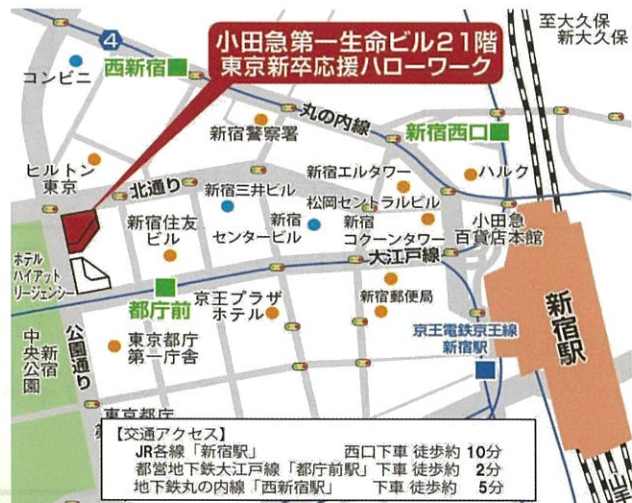 至大久保
新大久保
小田急第一生命ビル21階
東京新卒応援ハローワーク
4
コンビニ
西新宿
丸の内線
新宿警察署
新宿西口
ヒルトン
東京
北通り
新宿エルタワー
ハルク
新宿三井ビル
松岡セントラルビル
新宿住友
ビル
新宿
センタービル
新宿
コクーンタワー
小田急
百貨店本館
大江戸線
ホテル
ハイアット
リージェンシー
都庁前
京王プラザ
ホテル
新宿郵便局
新宿駅
新宿
中央公園
公園通り
東京都庁
第一庁舎
京王電鉄京王線
新宿駅
東京都庁
【交通アクセス】
JR各線「新宿駅」 西口下車 徒歩約 10分
都営地下鉄大江戸線「都庁前駅」下車 徒歩約 2分
地下鉄丸の内線「西新宿駅」 下車 徒歩約 5分